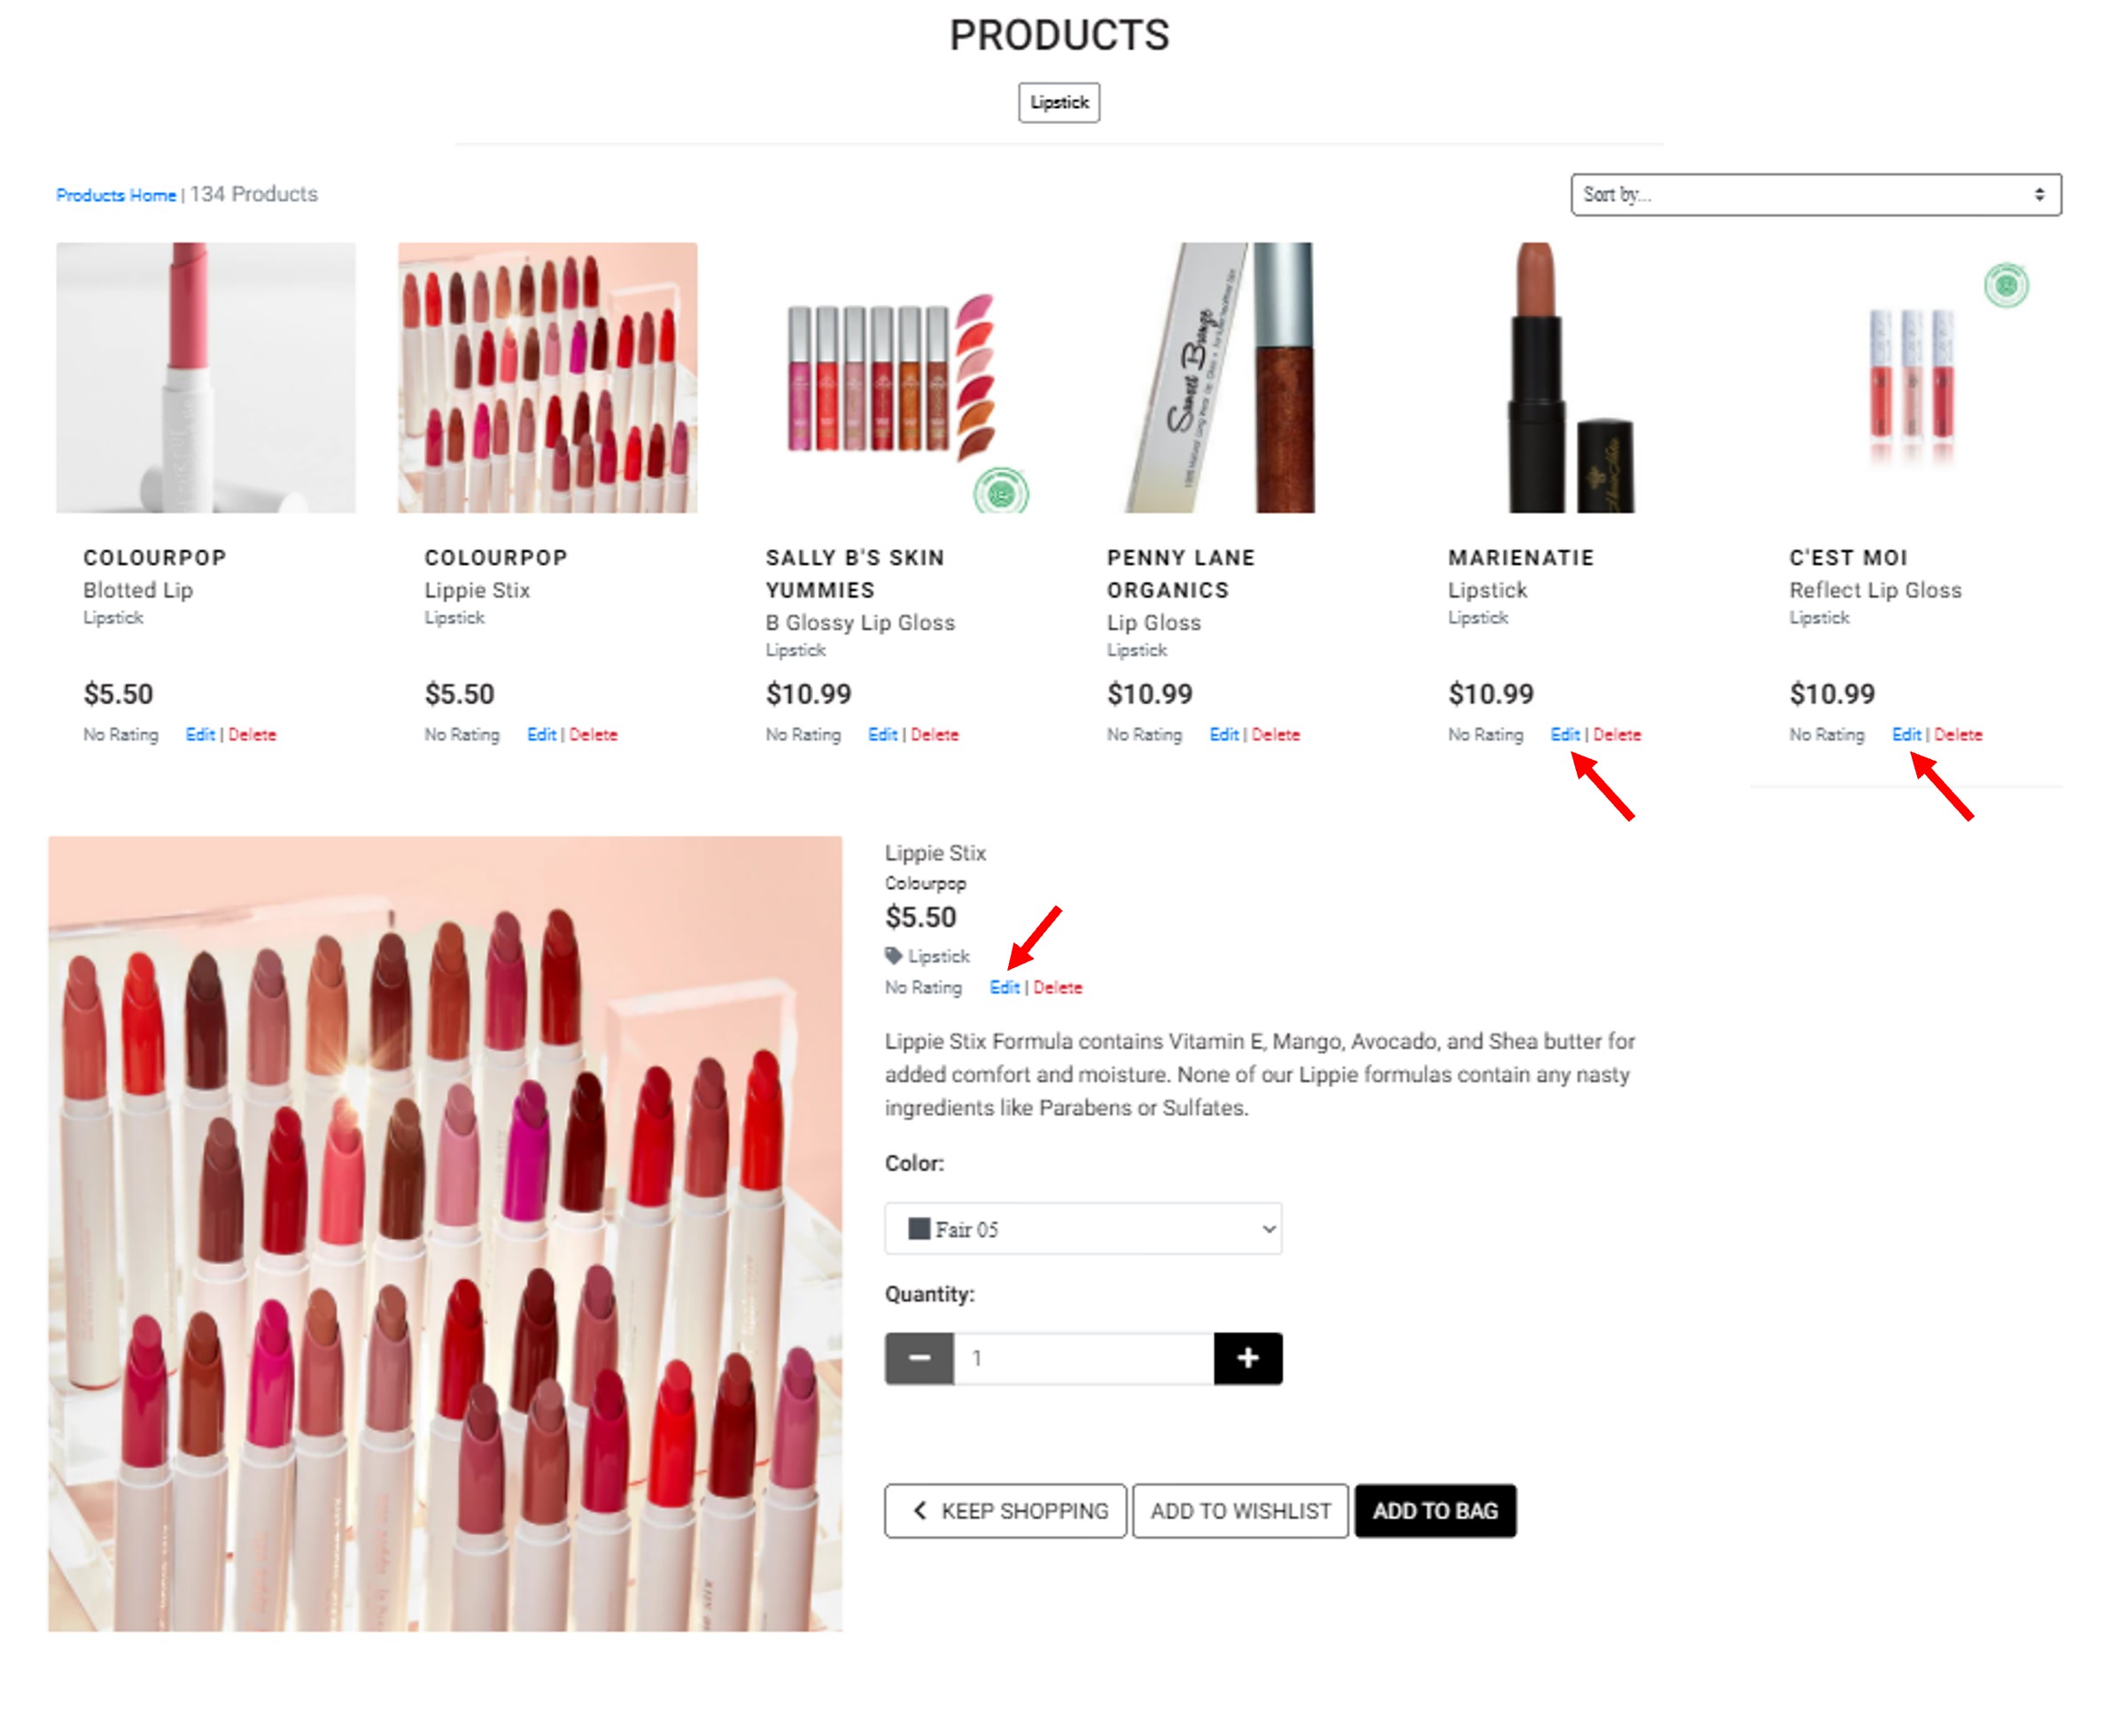 PRODUCTS
Lipstick
Products Home | 134 Products
Sort by...
Sunset Bronze
COLOURPOP
Blotted Lip
Lipstick
$5.50
No Rating Edit | Delete
COLOURPOP
Lippie Stix
Lipstick
$5.50
No Rating Edit | Delete
SALLY B'S SKIN
YUMMIES
B Glossy Lip Gloss
Lipstick
$10.99
No Rating Edit | Delete
PENNY LANE
ORGANICS
Lip Gloss
Lipstick
$10.99
No Rating Edit | Delete
MARIENATIE
Lipstick
Lipstick
$10.99
No Rating Edit | Delete
C'EST MOI
Reflect Lip Gloss
Lipstick
$10.99
No Rating Edit | Delete
Lippie Stix
Colourpop
$5.50
Lipstick
No Rating Edit | Delete
Lippie Stix Formula contains Vitamin E, Mango, Avocado, and Shea butter for
added comfort and moisture. None of our Lippie formulas contain any nasty
ingredients like Parabens or Sulfates.
Color:
Fair 05
Quantity:
1
KEEP SHOPPING
ADD TO WISHLIST
ADD TO BAG